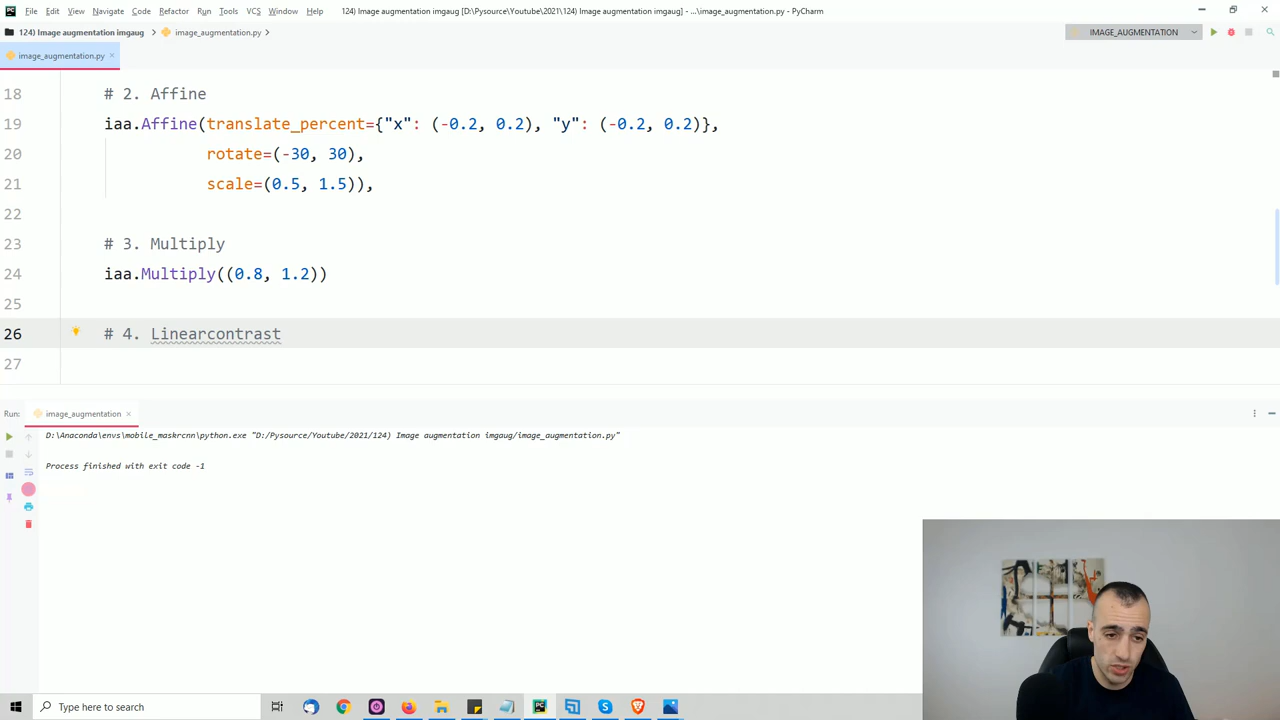 File Edit View Navigate Code Refactor Run Tools VCS Window Help 124) Image augmentation imgaug [D:\Pysource\Youtube\2021\124) Image augmentation imgaug] - ...\image_augmentation.py - PyCharm
124) Image augmentation imgaug image_augmentation.py IMAGE_AUGMENTATION
image_augmentation.py
18 # 2. Affine
19 iaa.Affine(translate_percent={"x": (-0.2, 0.2), "y": (-0.2, 0.2)},
20 rotate=(-30, 30),
21 scale=(0.5, 1.5)),
22
23 # 3. Multiply
24 iaa.Multiply((0.8, 1.2))
25
26 # 4. Linearcontrast
27
Run: image_augmentation
D:\Anaconda\envs\mobile_maskrcnn\python.exe "D:/Pysource/Youtube/2021/124) Image augmentation imgaug/image_augmentation.py"
Process finished with exit code -1
Type here to search